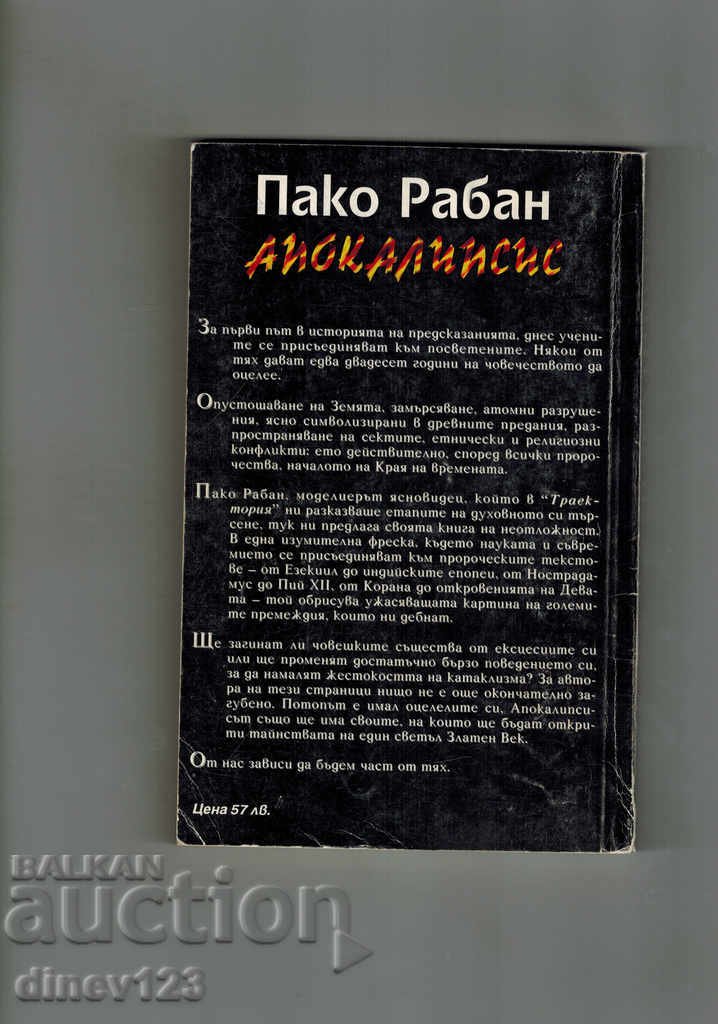 Пако Рабан
АПОКАЛИПСИС
За първи път в историята на предсказанията, днес учени-
те се присъединяват към посветените. Някои от
тях дават едва двадесет години на човечеството да
оцелее.
Опустошаване на Земята, замърсяване, атомни разруше-
ния, ясно символизирани в древните предания, раз-
пространяване на сектите, етнически и религиозни
конфликти: ето действително, според всички проро-
чества, началото на Края на времената.
Пако Рабан, моделиерът ясновидец, който в "Траек-
тория" ни разказваше етапите на духовното си тър-
сене, тук ни предлага своята книга на неотложност.
В една изумителна фреска, където науката и съвре-
мието се присъединяват към пророческите тексто-
ве – от Езекиил до индийските епопеи, от Нострада-
мус до Пий XII, от Корана до откровенията на Дева-
та – той обрисува ужасяващата картина на големи-
те премеждия, които ни дебнат.
Ще загинат ли човешките същества от ексцесиите си
или ще променят достатъчно бързо поведението си,
за да намалят жестокостта на катаклизма? За авто-
ра на тези страници нищо не е още окончателно за-
губено. Потопът е имал оцелелите си, Апокалипси-
сът също ще има своите, на които ще бъдат откри-
ти тайнствата на един светъл Златен Век.
От нас зависи да бъдем част от тях.
Цена 57 лв.
BALKAN
auction
dinev123